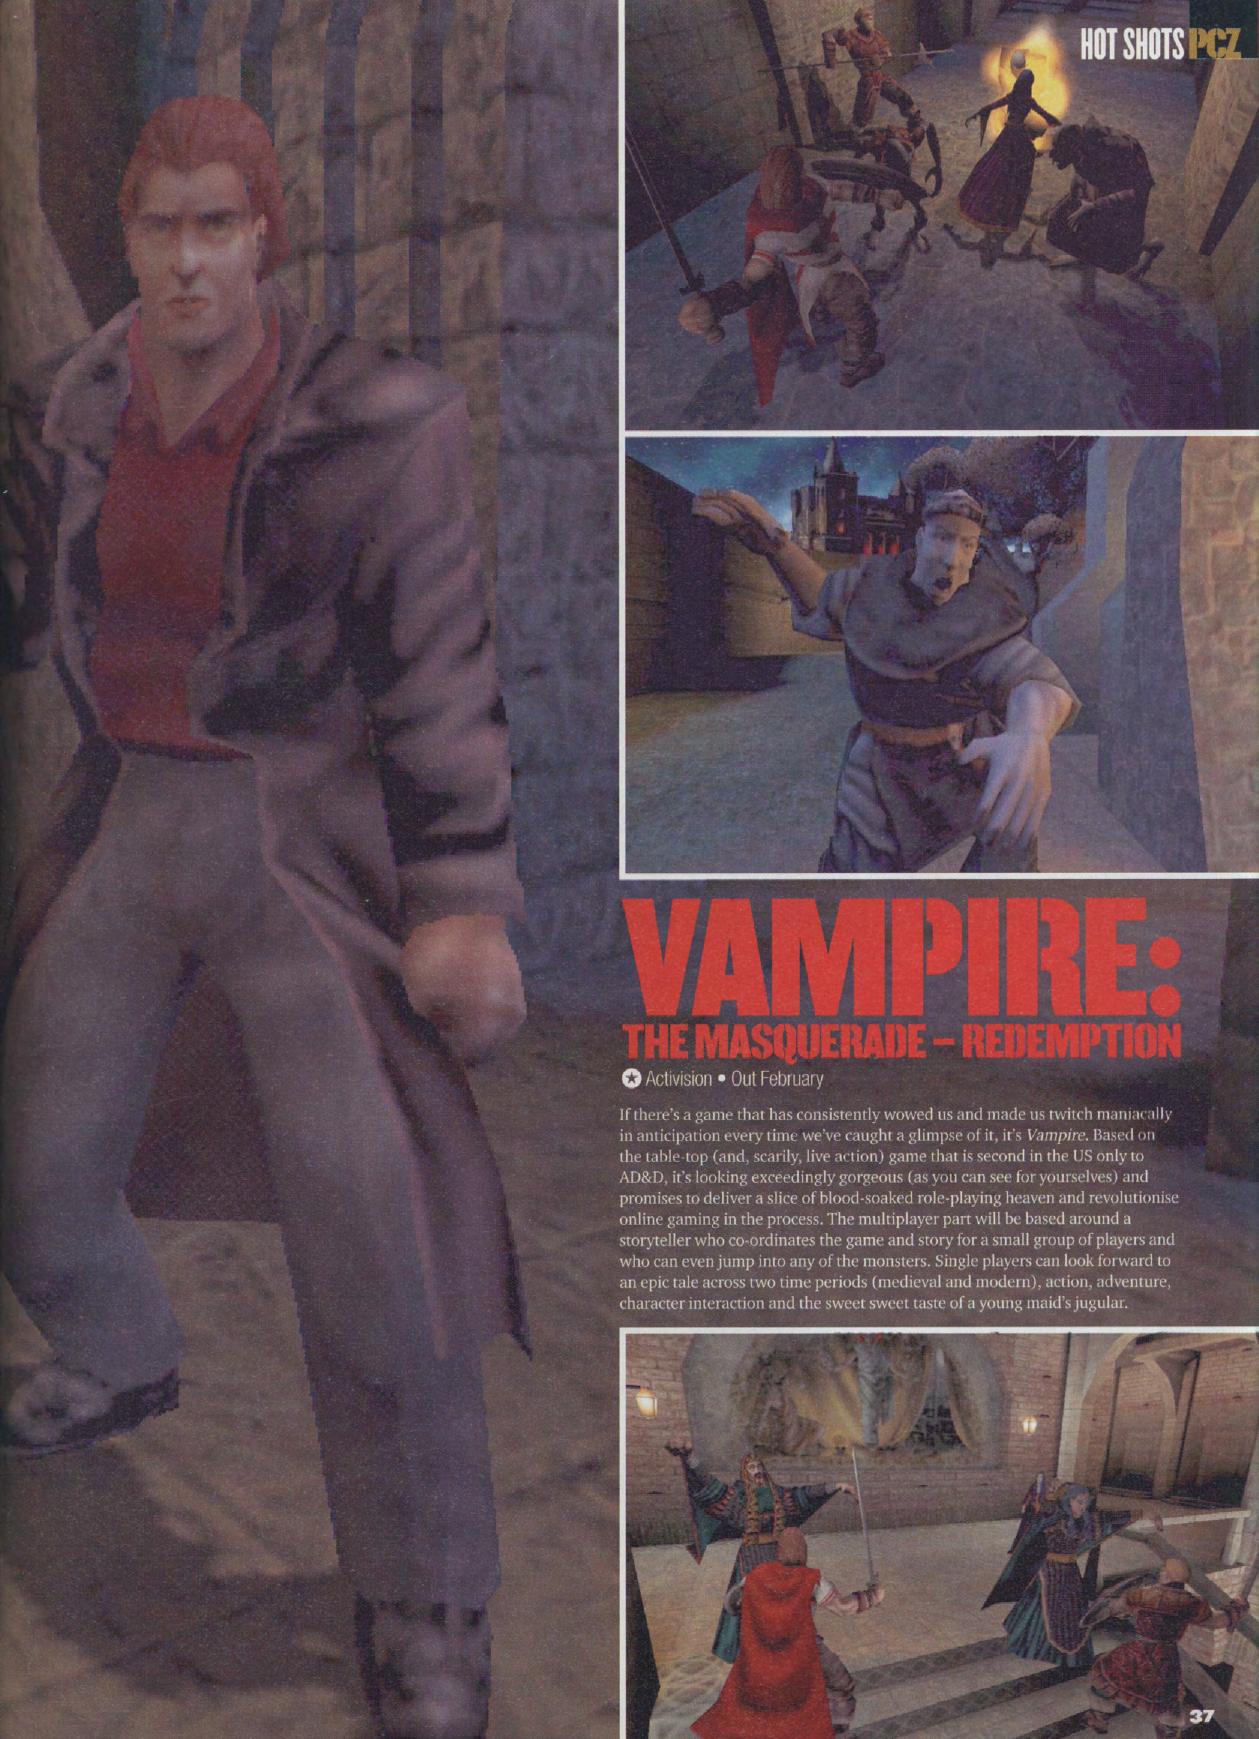 HOT SHOTS PCZ
VAMPIRE:
THE MASQUERADE – REDEMPTION
Activision • Out February
If there's a game that has consistently wowed us and made us twitch maniacally
in anticipation every time we've caught a glimpse of it, it's Vampire. Based on
the table-top (and, scarily, live action) game that is second in the US only to
AD&D, it's looking exceedingly gorgeous (as you can see for yourselves) and
promises to deliver a slice of blood-soaked role-playing heaven and revolutionise
online gaming in the process. The multiplayer part will be based around a
storyteller who co-ordinates the game and story for a small group of players and
who can even jump into any of the monsters. Single players can look forward to
an epic tale across two time periods (medieval and modern), action, adventure,
character interaction and the sweet sweet taste of a young maid's jugular.
37